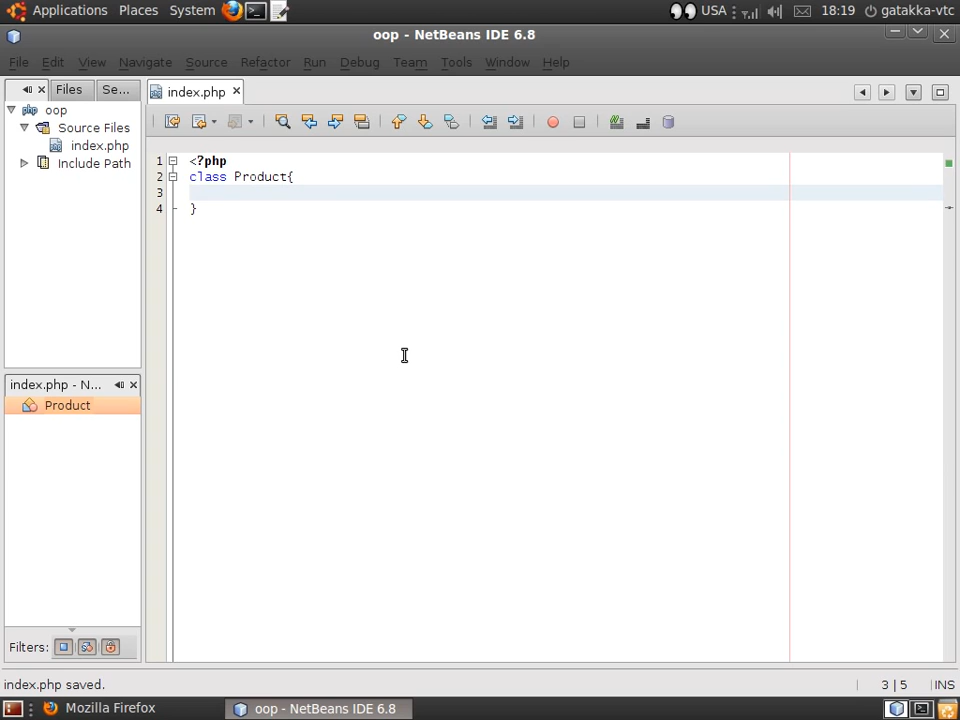 Applications Places System USA 18:19 gatakka-vtc
oop - NetBeans IDE 6.8
File Edit View Navigate Source Refactor Run Debug Team Tools Window Help
Files Se... index.php
oop
Source Files
index.php
Include Path
1 <?php
2 class Product{
3
4 }
index.php - N...
Product
Filters:
index.php saved. 3 | 5 INS
Mozilla Firefox oop - NetBeans IDE 6.8